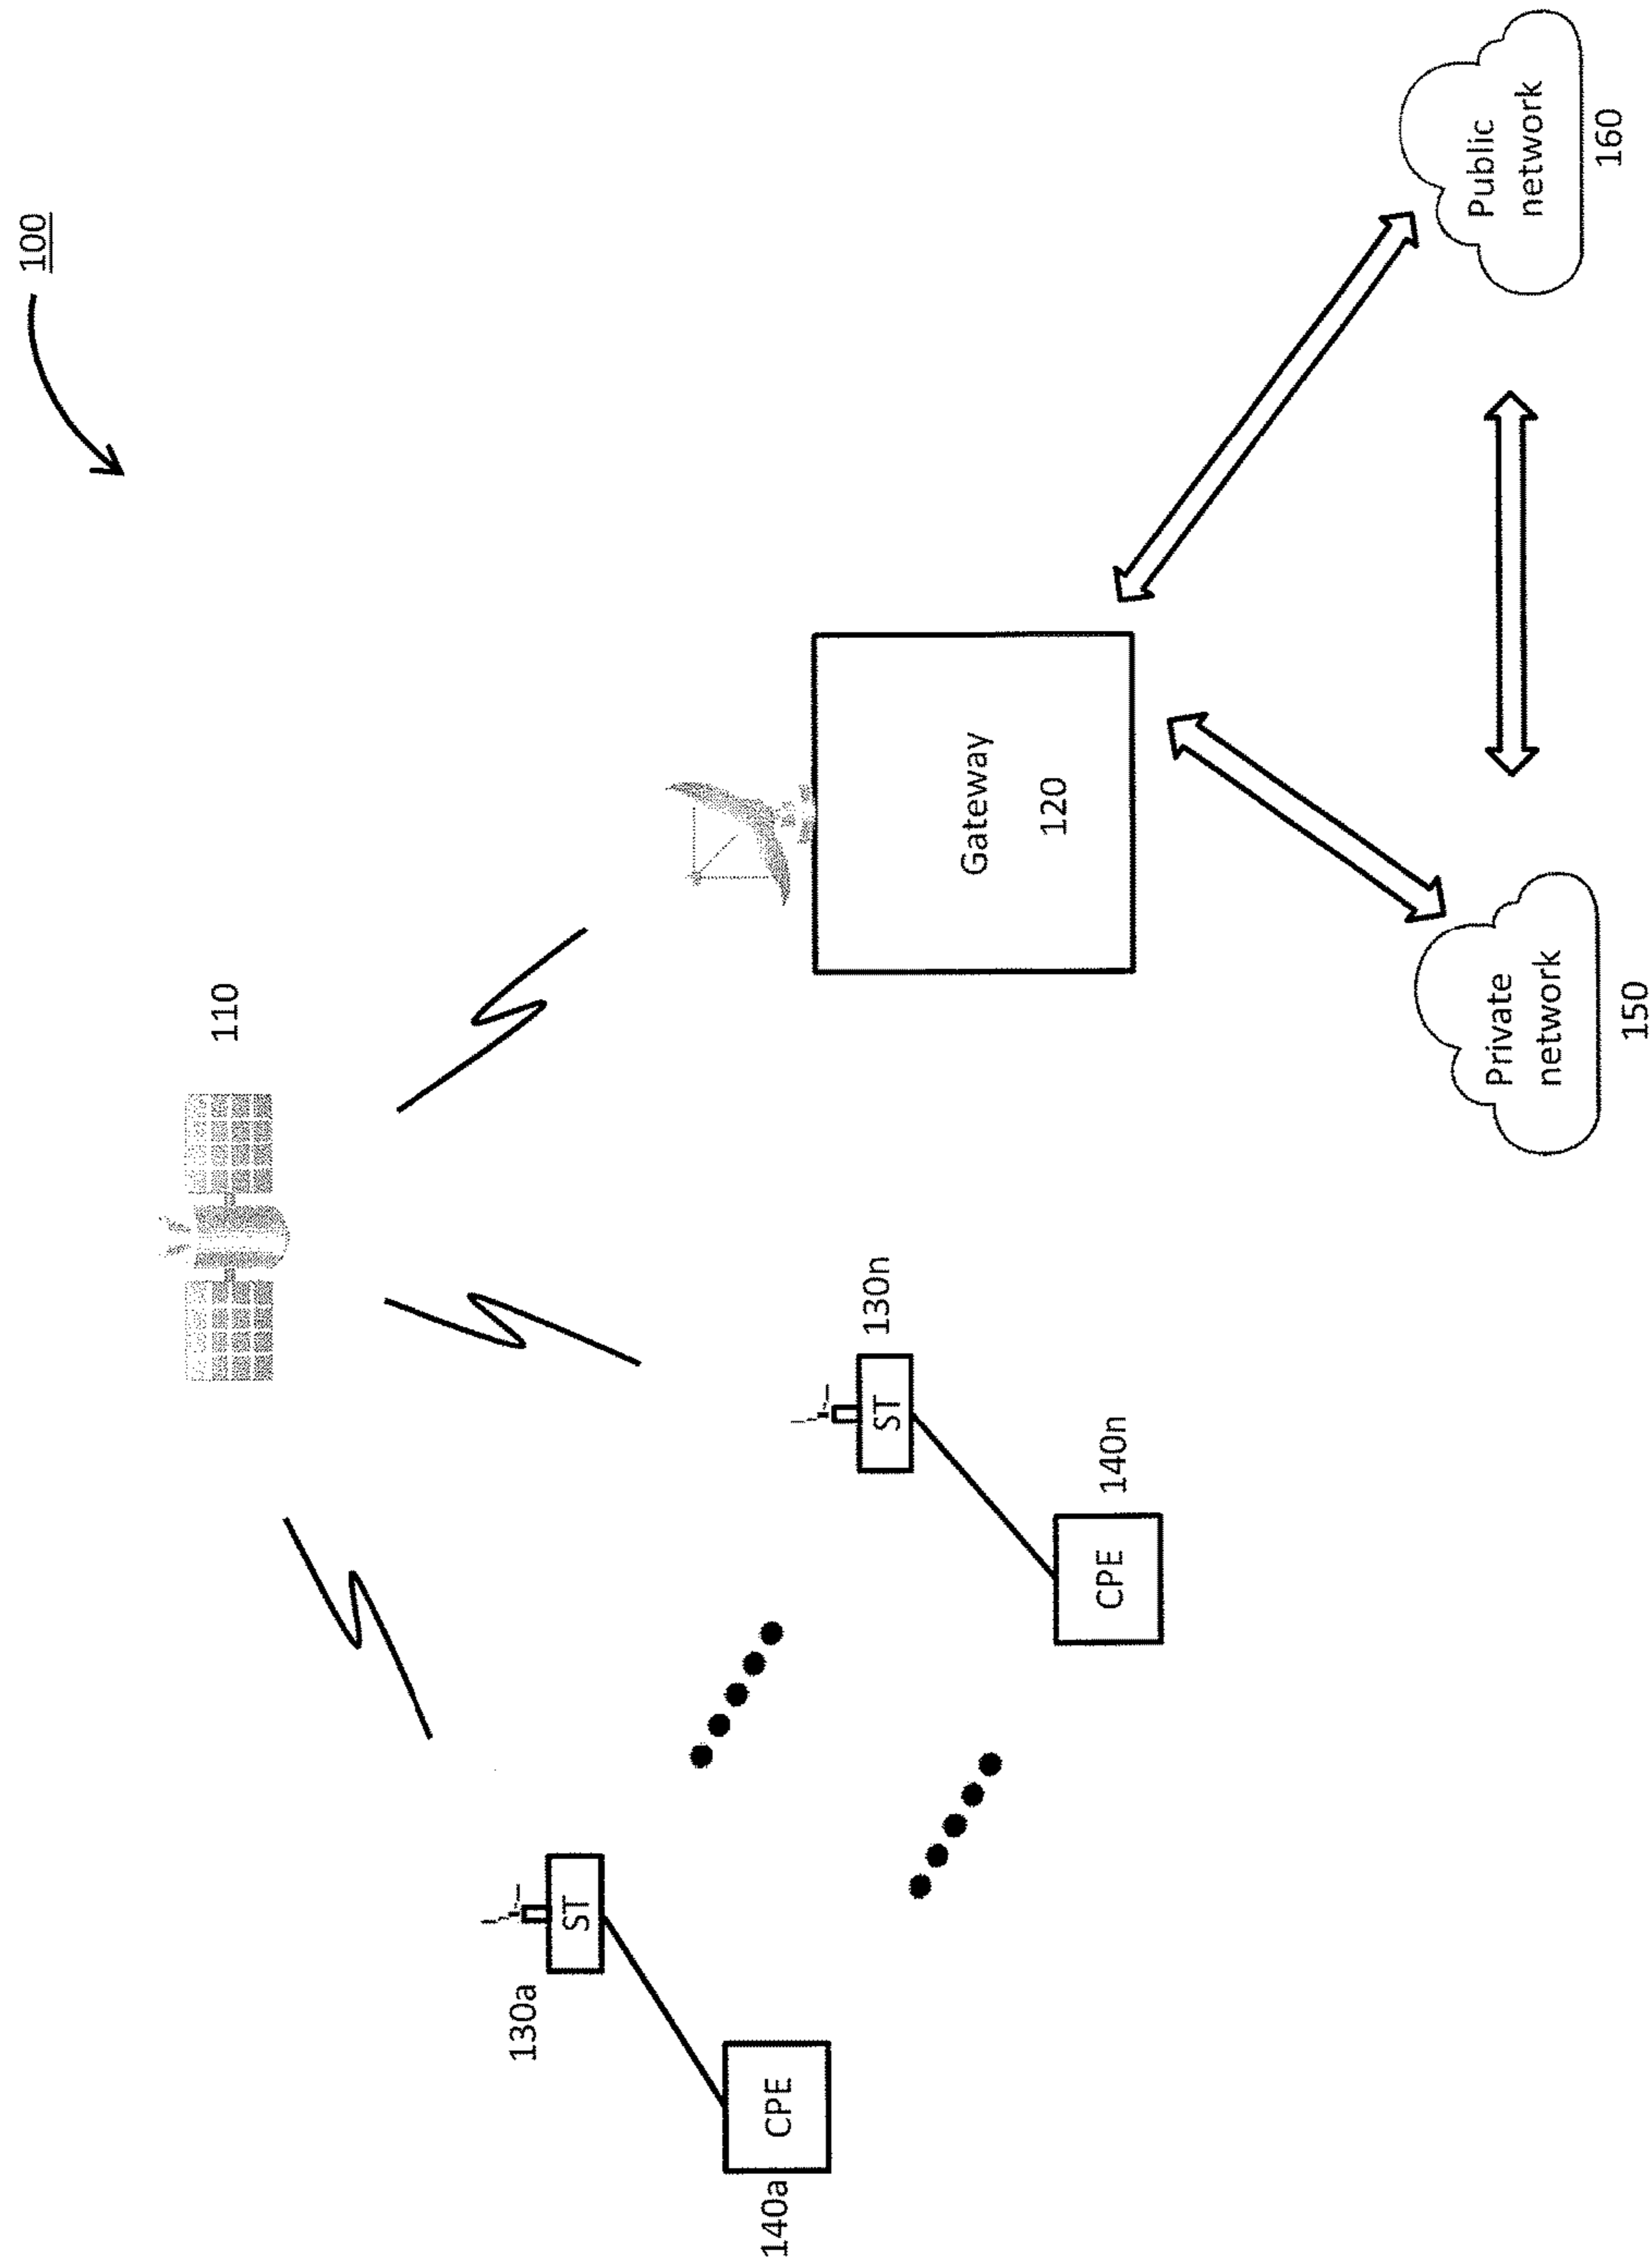 100
110
130a
ST
140a
CPE
130n
ST
140n
CPE
Gateway
120
Private
network
150
Public
network
160